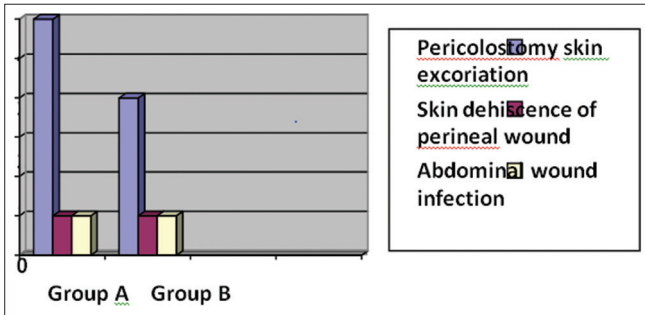 0
Group A Group B
Pericolostomy skin
excoriation
Skin dehiscence of
perineal wound
Abdominal wound
infection